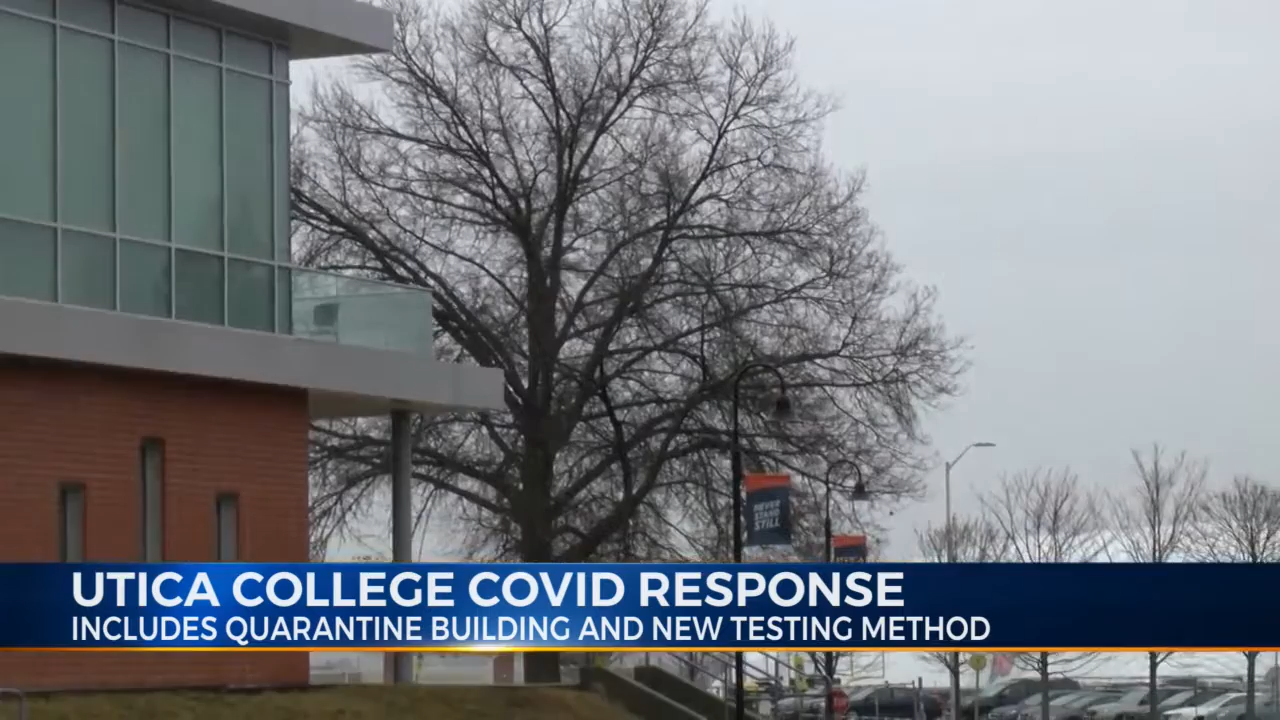 NEVER
STAND
STILL
UTICA COLLEGE COVID RESPONSE
INCLUDES QUARANTINE BUILDING AND NEW TESTING METHOD